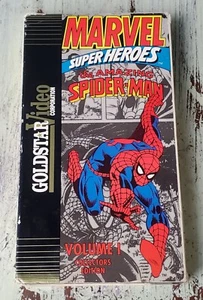 MARVEL
SUPER HEROES
THE AMAZING
SPIDER-MAN
GOLDSTAR Video
CORPORATION
VOLUME 1
COLLECTORS
EDITION